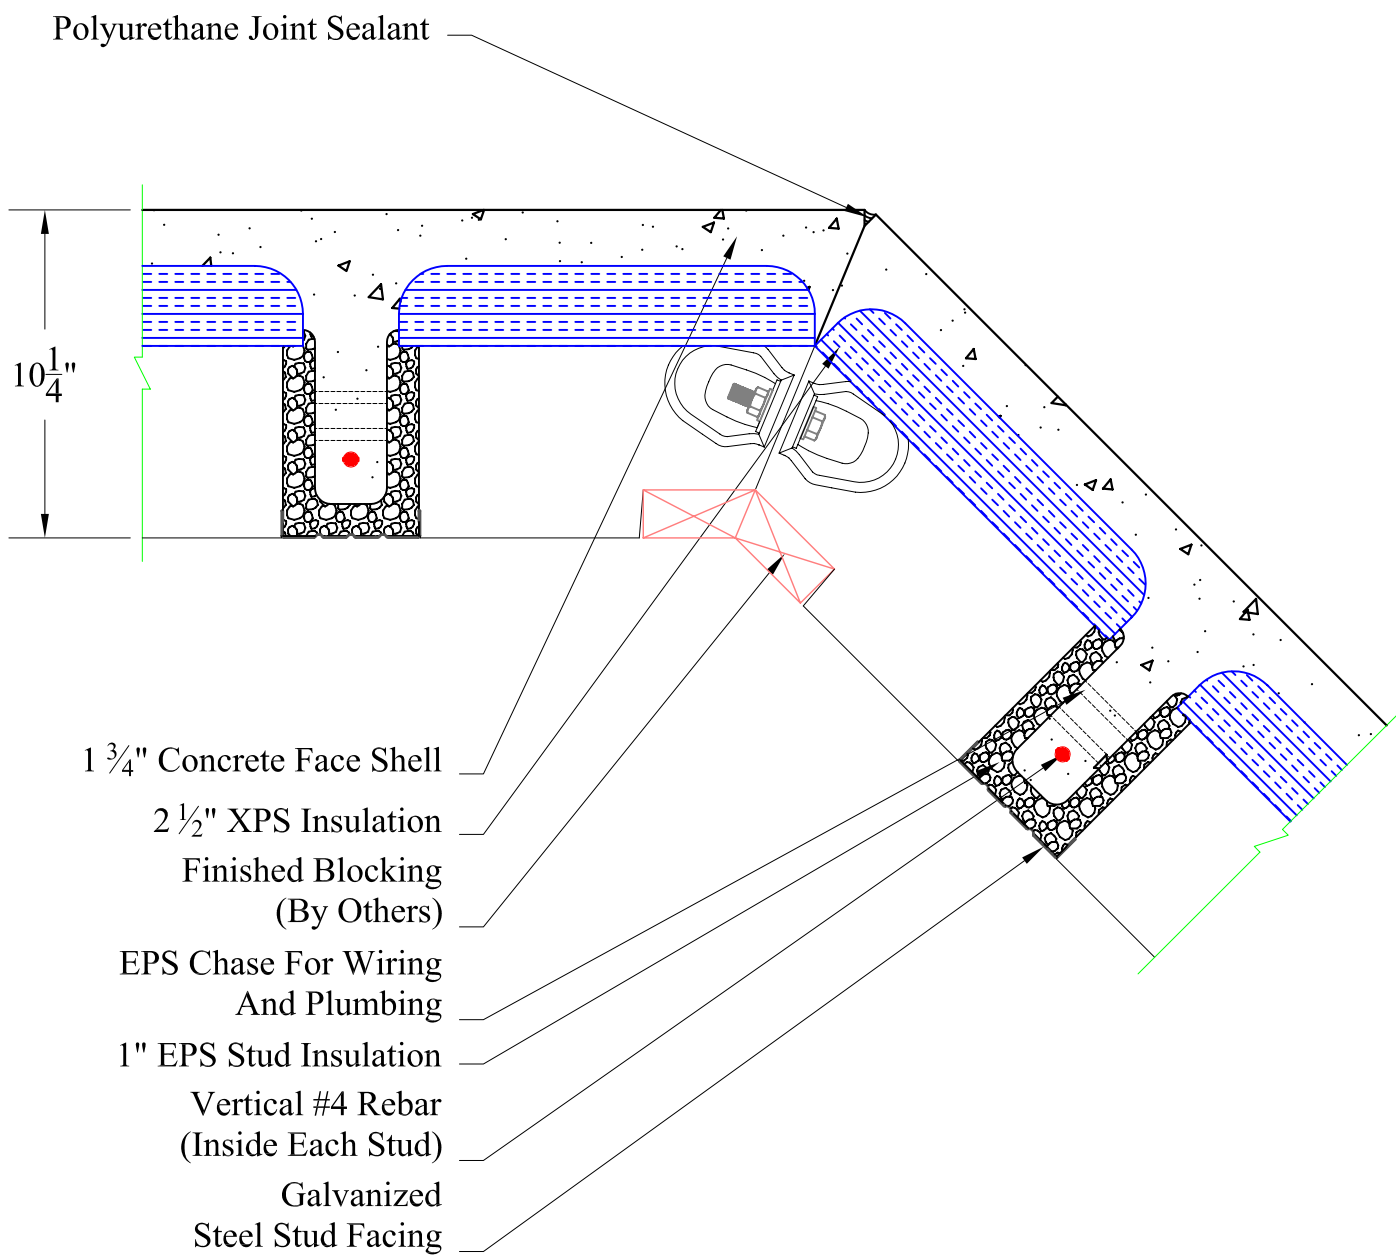 Polyurethane Joint Sealant
10 1/4"
1 3/4" Concrete Face Shell
2 1/2" XPS Insulation
Finished Blocking
(By Others)
EPS Chase For Wiring
And Plumbing
1" EPS Stud Insulation
Vertical #4 Rebar
(Inside Each Stud)
Galvanized
Steel Stud Facing